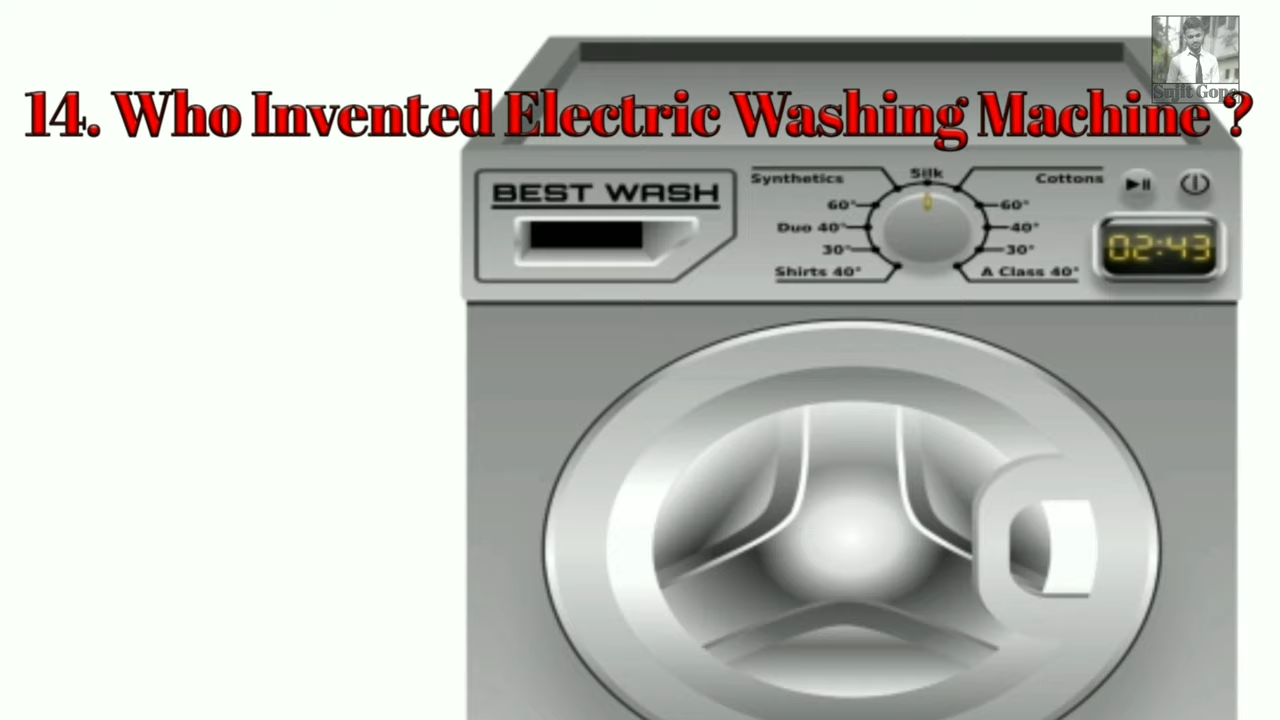 Sujit Gope
14. Who Invented Electric Washing Machine ?
BEST WASH
Synthetics
Silk
Cottons
60°
60°
Duo 40°
40°
30°
30°
Shirts 40°
A Class 40°
02:43